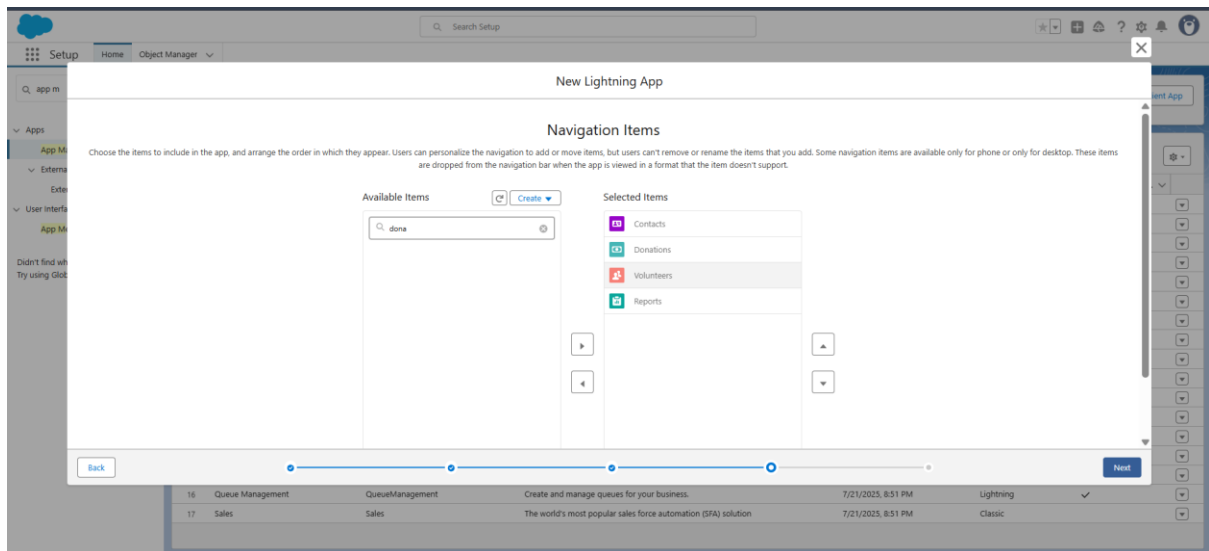 Search Setup
Setup Home Object Manager
app m
New Lightning App
Apps
App Ma
Externa
Exte
User Interfa
App Me
Didn't find wh
Try using Glob
ient App
Navigation Items
Choose the items to include in the app, and arrange the order in which they appear. Users can personalize the navigation to add or move items, but users can't remove or rename the items that you add. Some navigation items are available only for phone or only for desktop. These items
are dropped from the navigation bar when the app is viewed in a format that the item doesn't support.
Available Items Create Selected Items
dona
Contacts
Donations
Volunteers
Reports
Back Next
16 Queue Management QueueManagement Create and manage queues for your business. 7/21/2025, 8:51 PM Lightning
17 Sales Sales The world's most popular sales force automation (SFA) solution 7/21/2025, 8:51 PM Classic